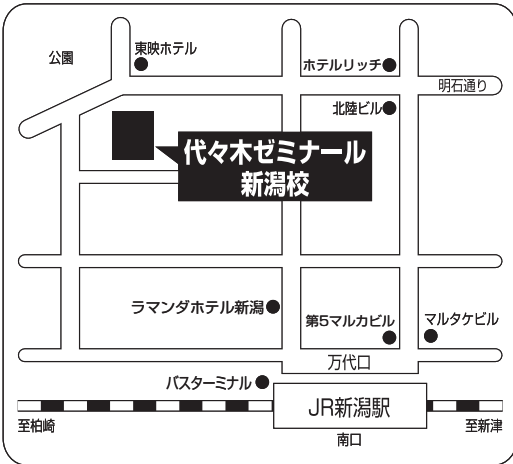 東映ホテル
公園
ホテルリッチ
明石通り
北陸ビル
代々木ゼミナール
新潟校
ラマンダホテル新潟
第5マルカビル
マルタケビル
万代口
バスターミナル
JR新潟駅
至柏崎
至新津
南口